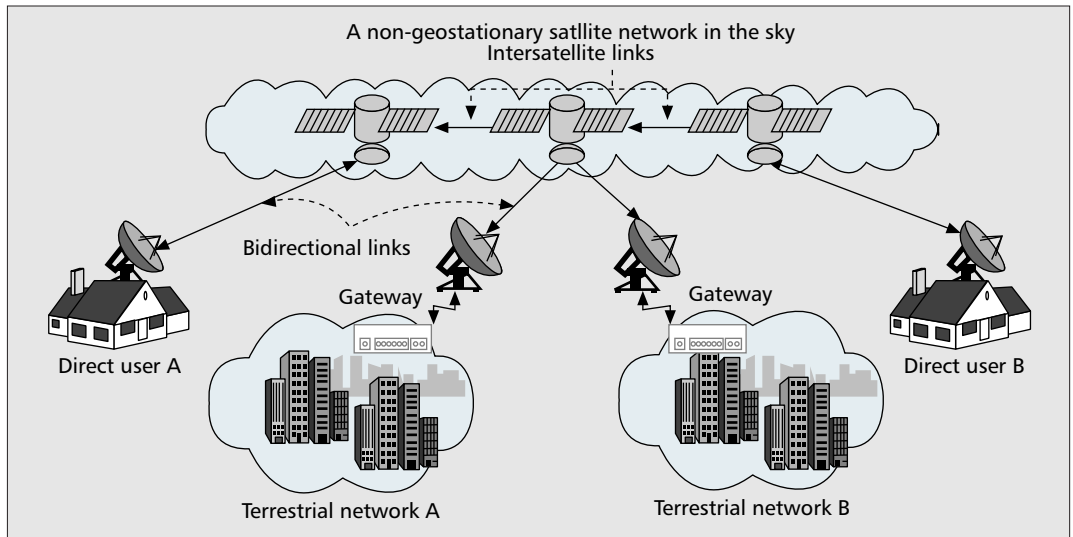 A non-geostationary satllite network in the sky
Intersatellite links
Bidirectional links
Gateway
Gateway
Direct user A
Direct user B
Terrestrial network A
Terrestrial network B